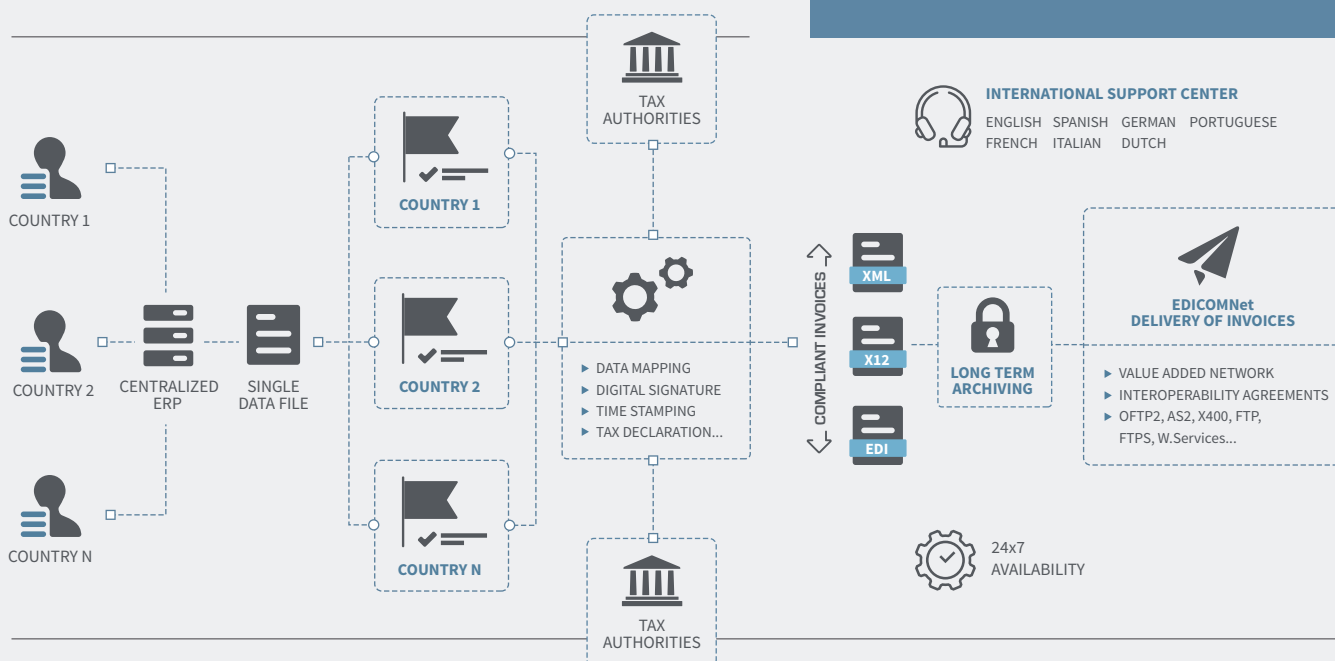 TAX
AUTHORITIES
INTERNATIONAL SUPPORT CENTER
ENGLISH SPANISH GERMAN PORTUGUESE
FRENCH ITALIAN DUTCH
COUNTRY 1
COUNTRY 2
COUNTRY N
CENTRALIZED
ERP
SINGLE
DATA FILE
COUNTRY 1
COUNTRY 2
COUNTRY N
DATA MAPPING
DIGITAL SIGNATURE
TIME STAMPING
TAX DECLARATION...
TAX
AUTHORITIES
COMPLIANT INVOICES
XML
X12
EDI
LONG TERM
ARCHIVING
EDICOMNet
DELIVERY OF INVOICES
VALUE ADDED NETWORK
INTEROPERABILITY AGREEMENTS
OFTP2, AS2, X400, FTP,
FTPS, W.Services...
24x7
AVAILABILITY